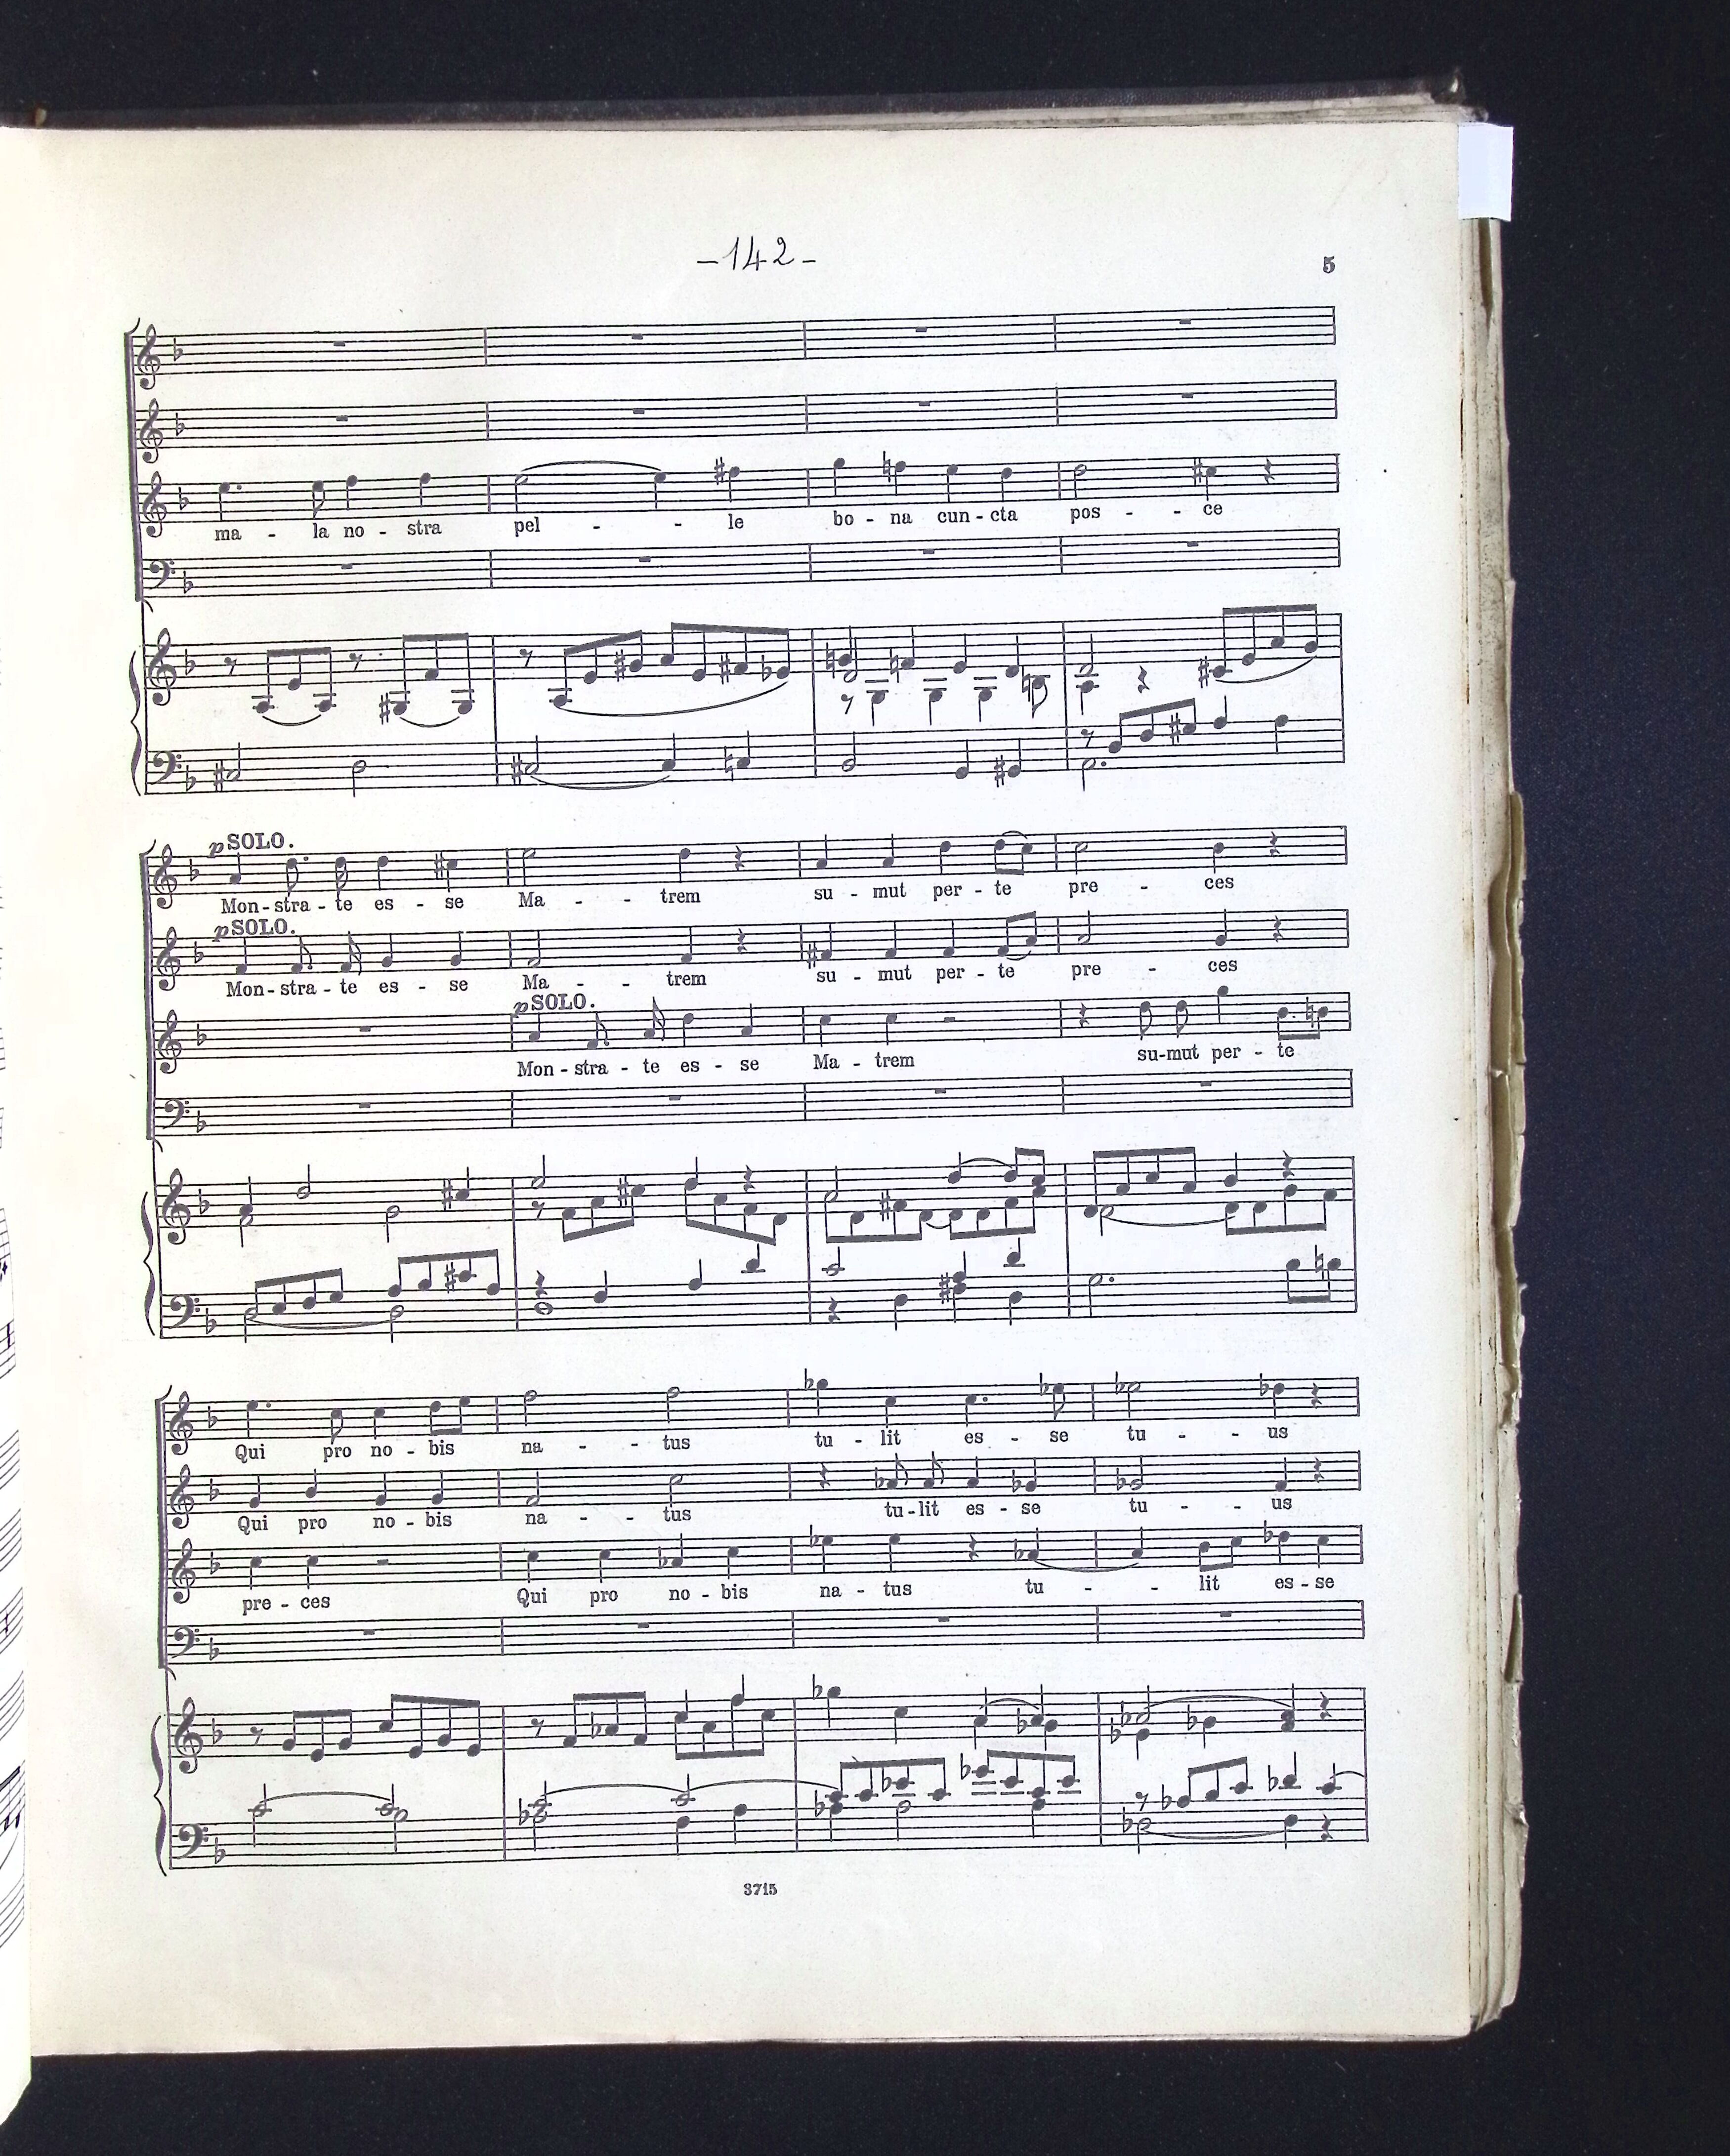 -142-
5
ma - la no - stra pel - - le bo - na cun - cta pos - - ce
pSOLO.
Mon - stra - te es - se Ma - - trem su - mut per - te pre - ces
pSOLO.
Mon - stra - te es - se Ma - - trem su - mut per - te pre - ces
pSOLO.
Mon - stra - te es - se Ma - trem su-mut per - te
Qui pro no - bis na - - tus tu - lit es - se tu - - us
Qui pro no - bis na - - tus tu - lit es - se tu - - us
pre - ces Qui pro no - bis na - tus tu - - lit es - se
3715